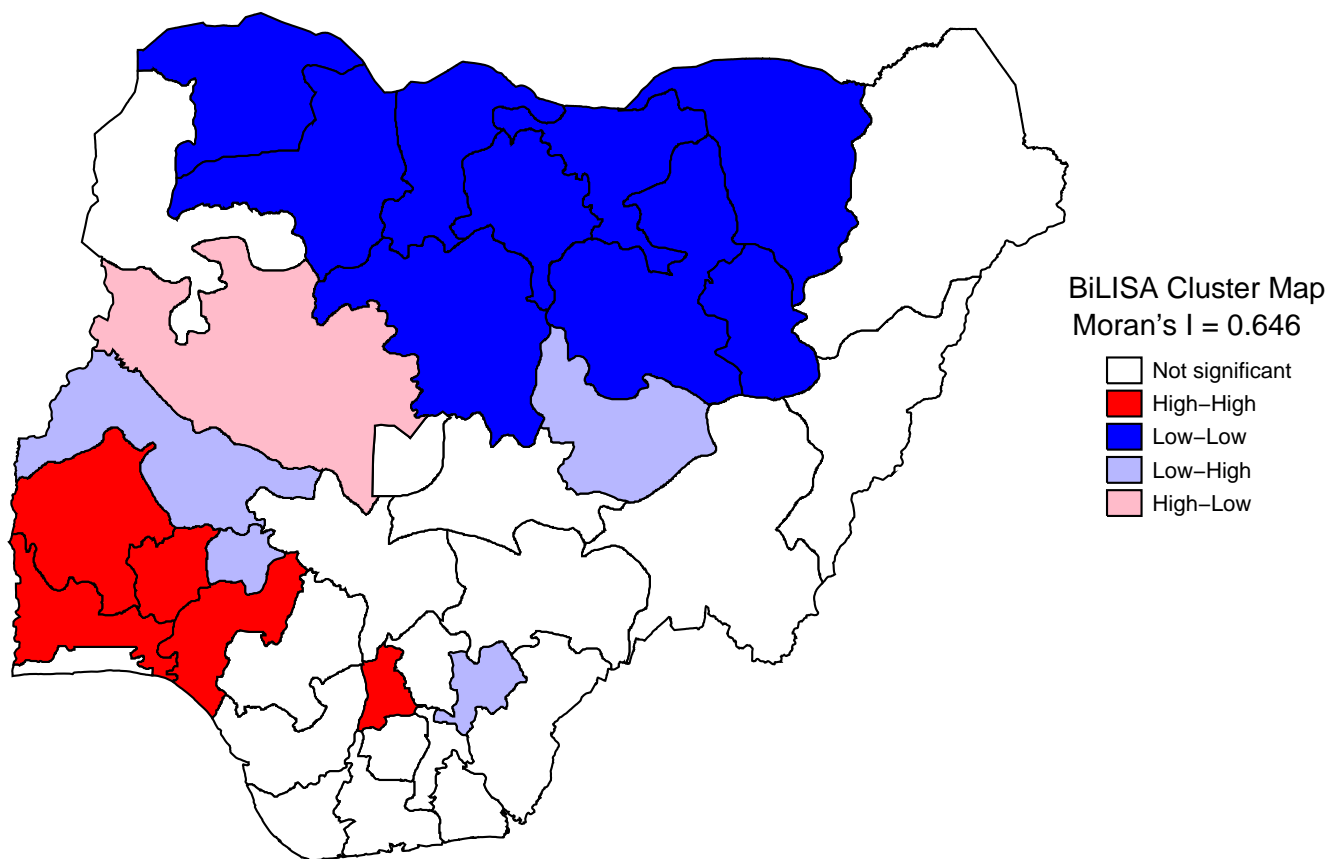 BiLISA Cluster Map
Moran's I = 0.646
Not significant
High−High
Low−Low
Low−High
High−Low